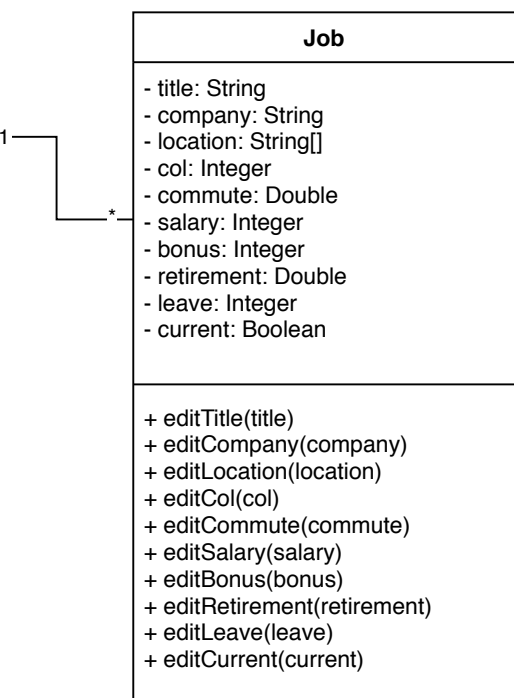 Job
- title: String
- company: String
- location: String[]
- col: Integer
- commute: Double
- salary: Integer
- bonus: Integer
- retirement: Double
- leave: Integer
- current: Boolean
1
*
+ editTitle(title)
+ editCompany(company)
+ editLocation(location)
+ editCol(col)
+ editCommute(commute)
+ editSalary(salary)
+ editBonus(bonus)
+ editRetirement(retirement)
+ editLeave(leave)
+ editCurrent(current)